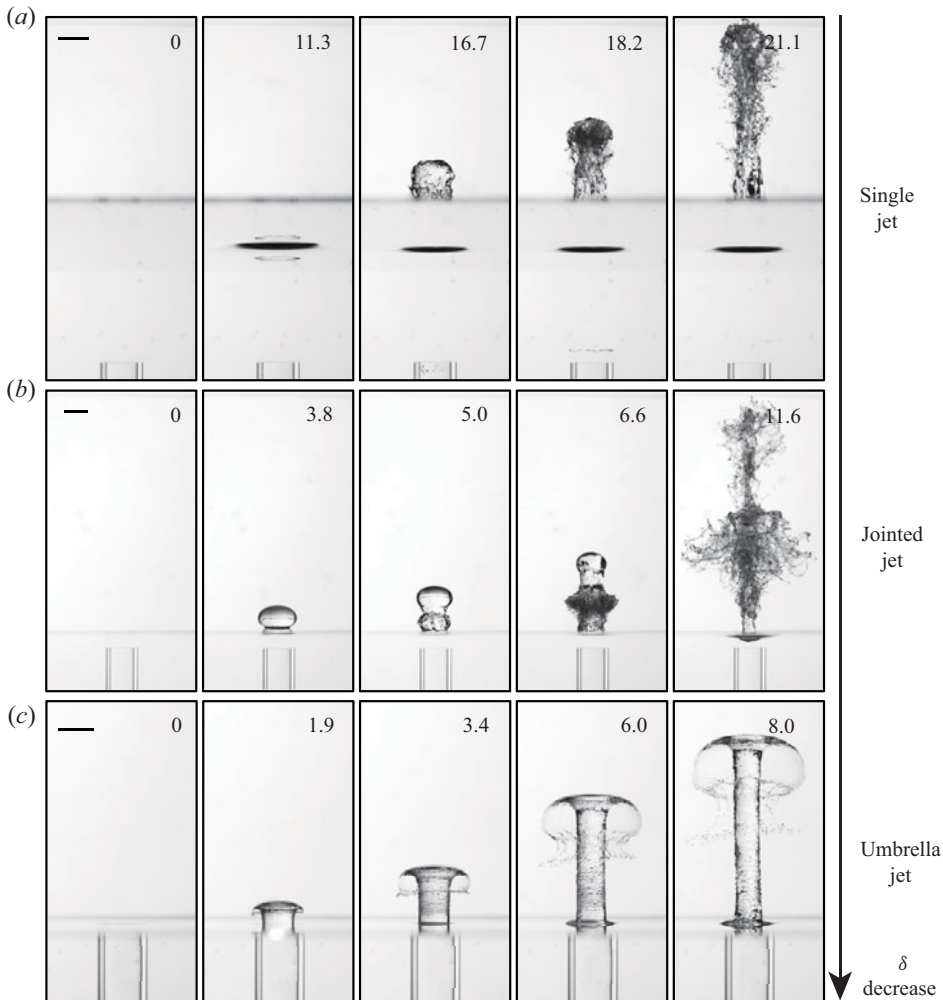 (a)
0
11.3
16.7
18.2
21.1
Single
jet
(b)
0
3.8
5.0
6.6
11.6
Jointed
jet
(c)
0
1.9
3.4
6.0
8.0
Umbrella
jet
δ
decrease